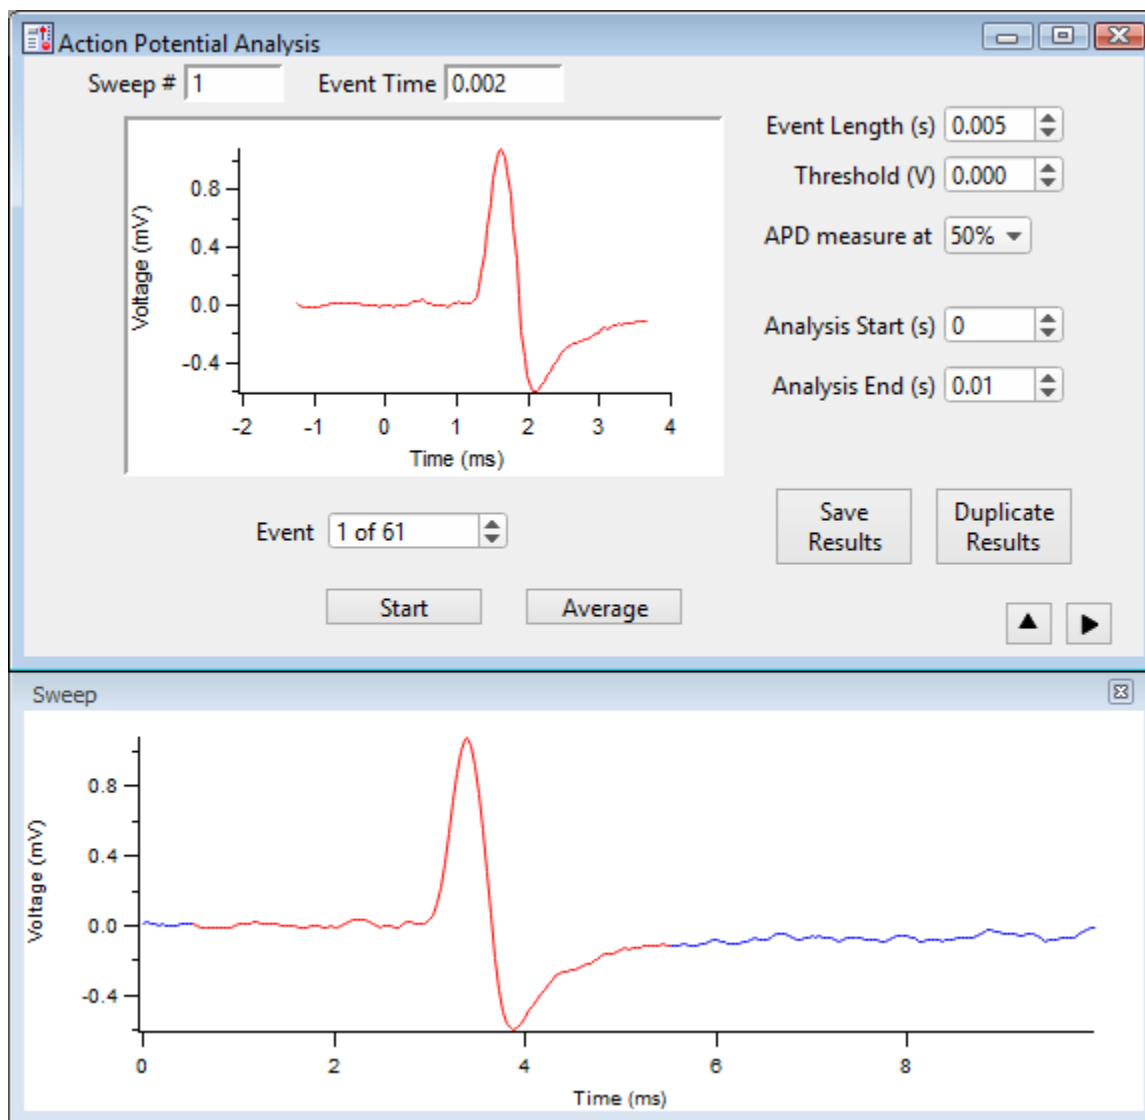 Action Potential Analysis
Sweep # 1 Event Time 0.002
Event Length (s) 0.005
Threshold (V) 0.000
APD measure at 50%
Analysis Start (s) 0
Analysis End (s) 0.01
Voltage (mV)
0.8
0.4
0.0
-0.4
-2 -1 0 1 2 3 4
Time (ms)
Event 1 of 61
Save
Results
Duplicate
Results
Start Average
Sweep
Voltage (mV)
0.8
0.4
0.0
-0.4
0 2 4 6 8
Time (ms)